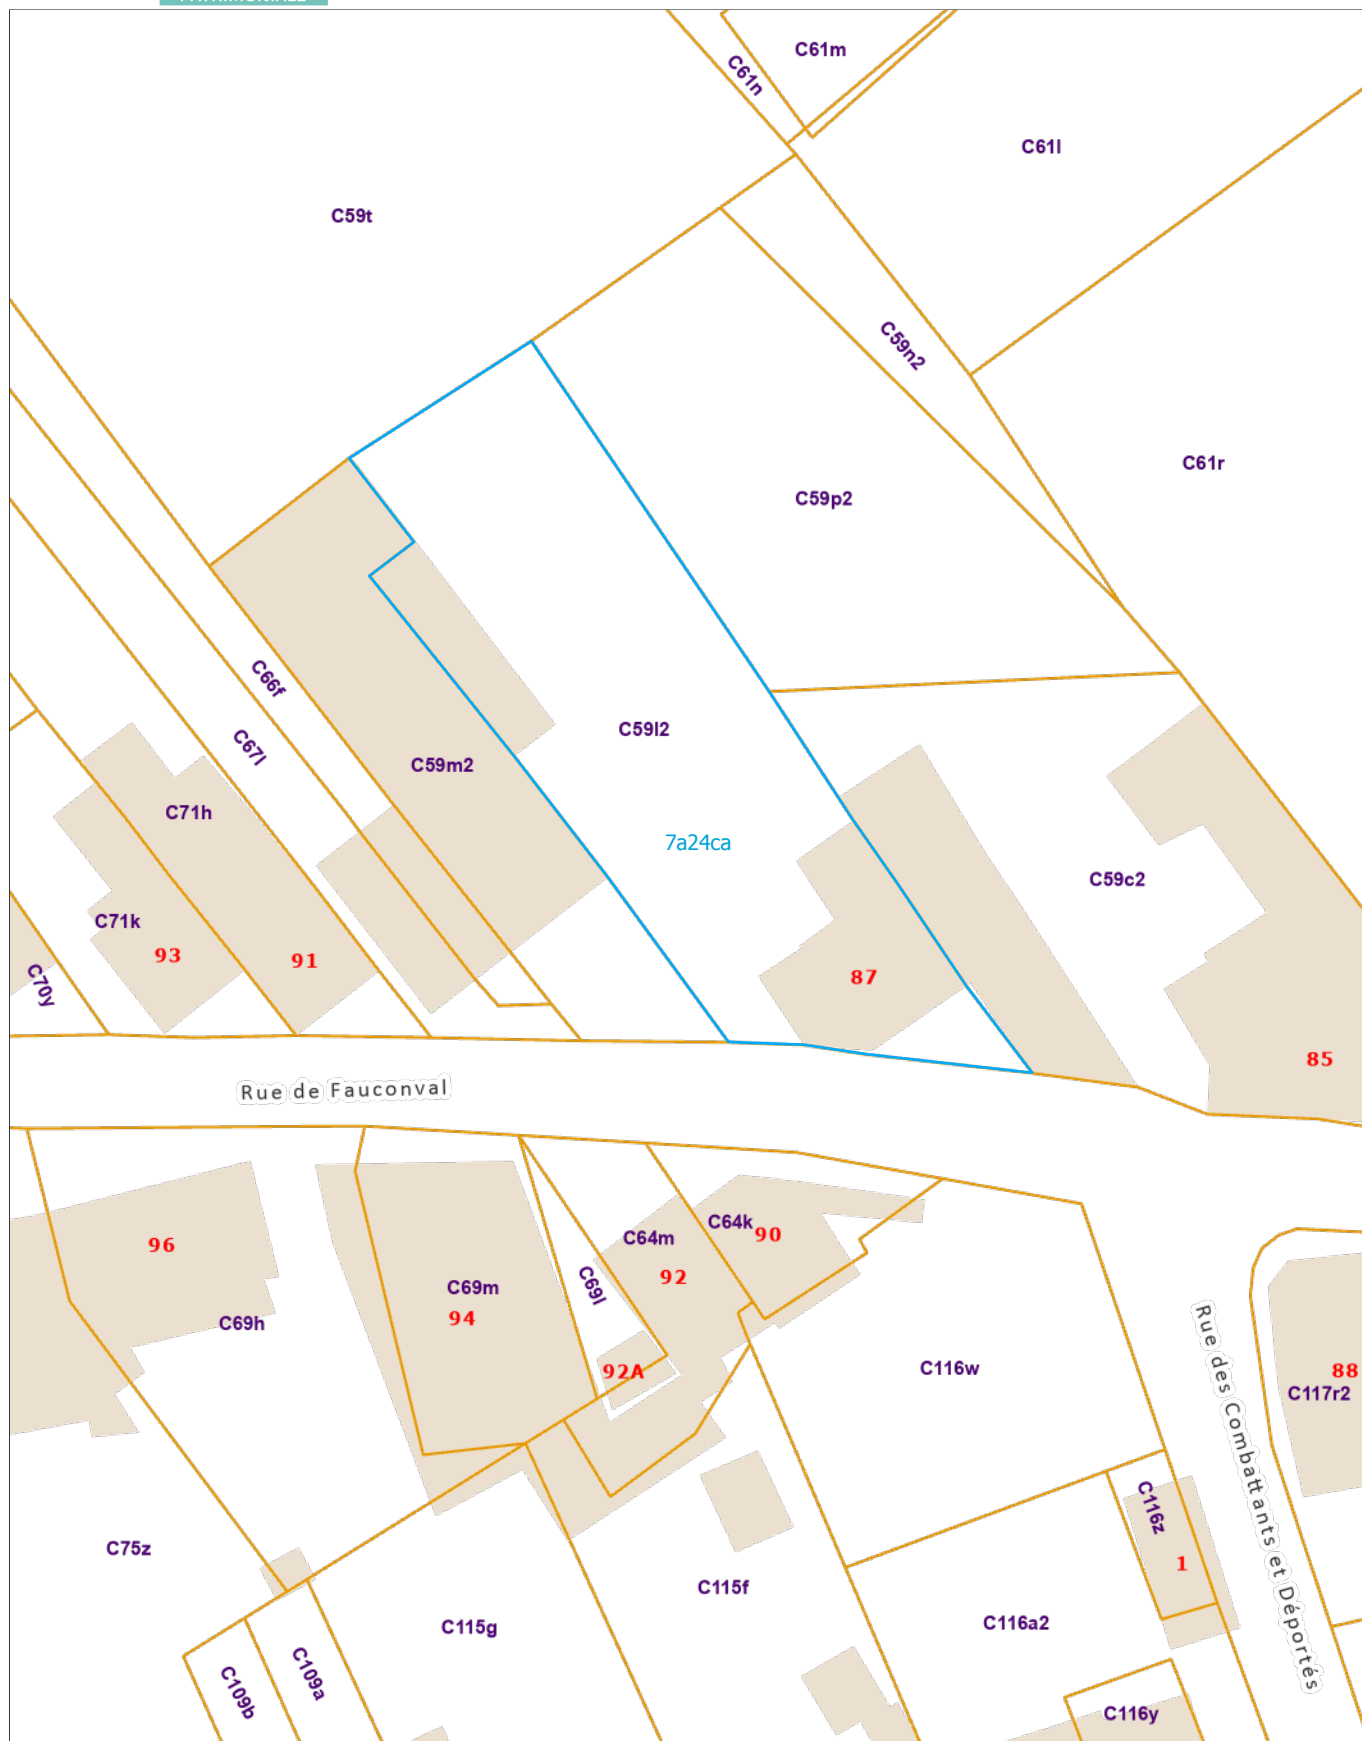 C61m
C61n
C61l
C59t
C59n2
C61r
C59p2
C66f
C59l2
C67l
C59m2
C71h
7a24ca
C59c2
C71k
93
91
87
C70y
85
Rue de Fauconval
C64k
90
C64m
96
92
C69l
C69m
94
C69h
Rue des Combattants et Déportés
C116w
92A
88
C117r2
C116z
C75z
1
C115f
C116a2
C115g
C109a
C109b
C116y